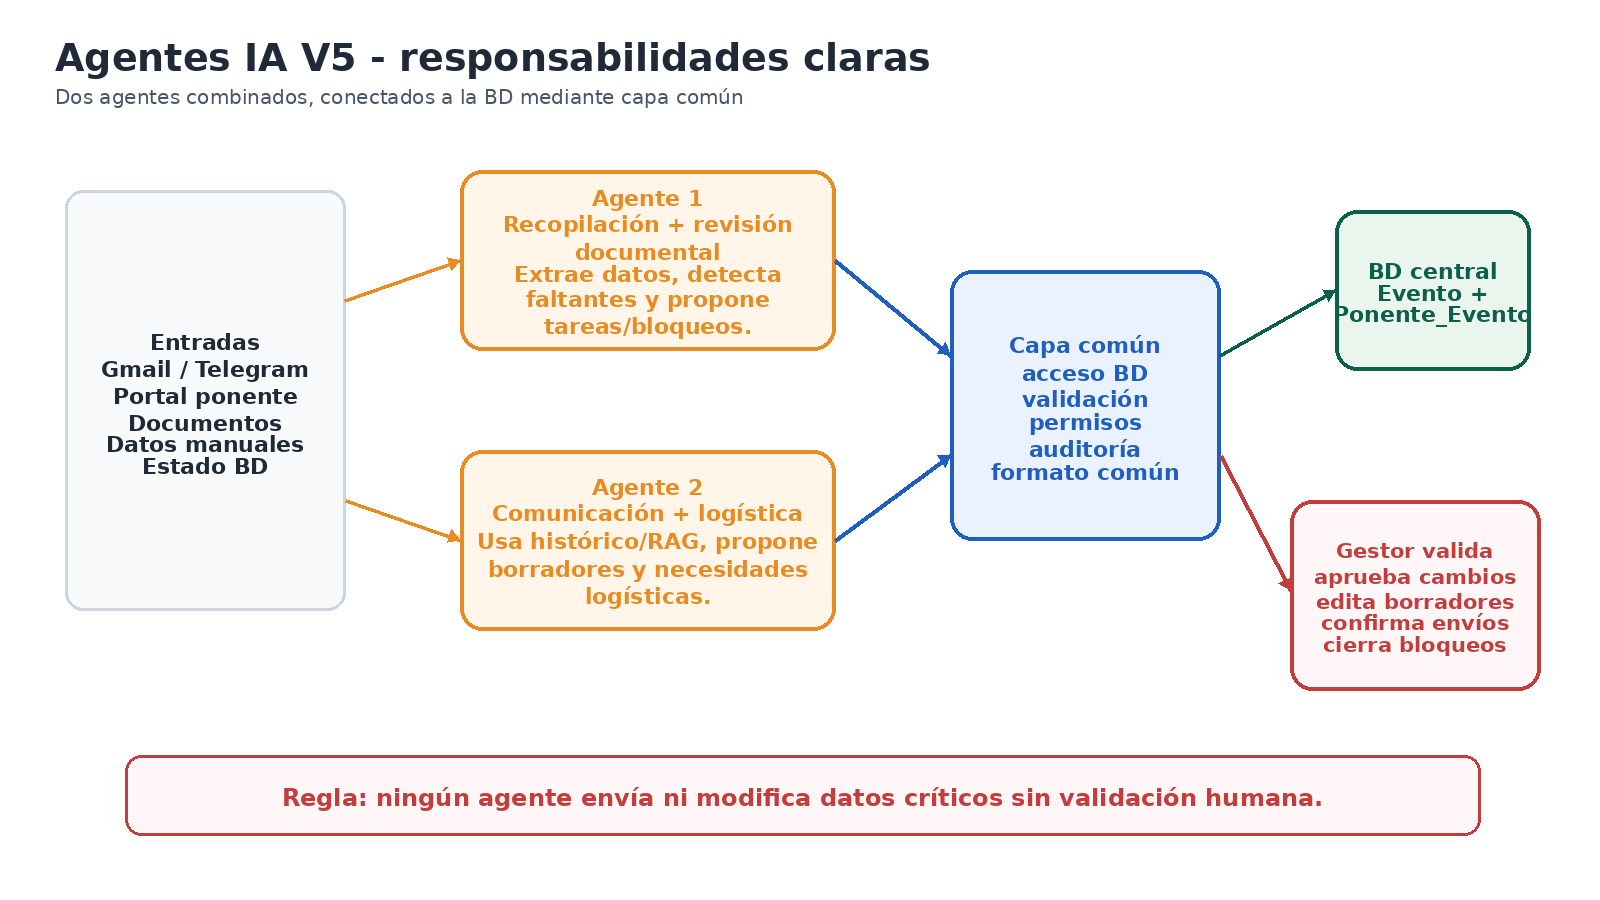 Agentes IA V5 - responsabilidades claras
Dos agentes combinados, conectados a la BD mediante capa común
Entradas
Gmail / Telegram
Portal ponente
Documentos
Datos manuales
Estado BD
Agente 1
Recopilación + revisión
documental
Extrae datos, detecta
faltantes y propone
tareas/bloqueos.
Agente 2
Comunicación + logística
Usa histórico/RAG, propone
borradores y necesidades
logísticas.
Capa común
acceso BD
validación
permisos
auditoría
formato común
BD central
Evento +
Ponente_Evento
Gestor valida
aprueba cambios
edita borradores
confirma envíos
cierra bloqueos
Regla: ningún agente envía ni modifica datos críticos sin validación humana.